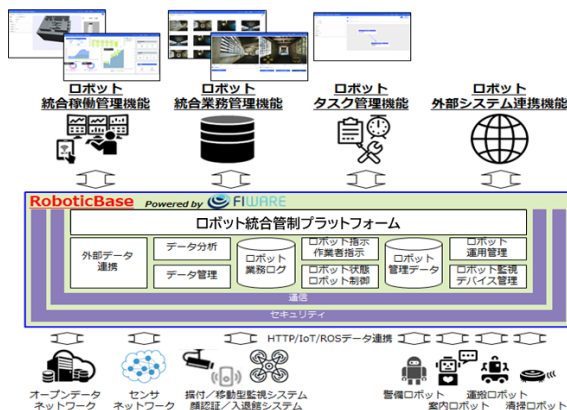 ロボット
統合稼働管理機能
ロボット
統合業務管理機能
ロボット
タスク管理機能
ロボット
外部システム連携機能
RoboticBase Powered by FIWARE
ロボット統合管制プラットフォーム
外部データ
連携
データ分析
データ管理
ロボット
業務ログ
ロボット指示
作業者指示
ロボット状態
ロボット制御
ロボット
管理データ
ロボット
運用管理
ロボット監視
デバイス管理
通信
セキュリティ
HTTP/IoT/ROSデータ連携
オープンデータ
ネットワーク
センサ
ネットワーク
据付/移動型監視システム
顔認証/入退館システム
警備ロボット
案内ロボット
運搬ロボット
清掃ロボット